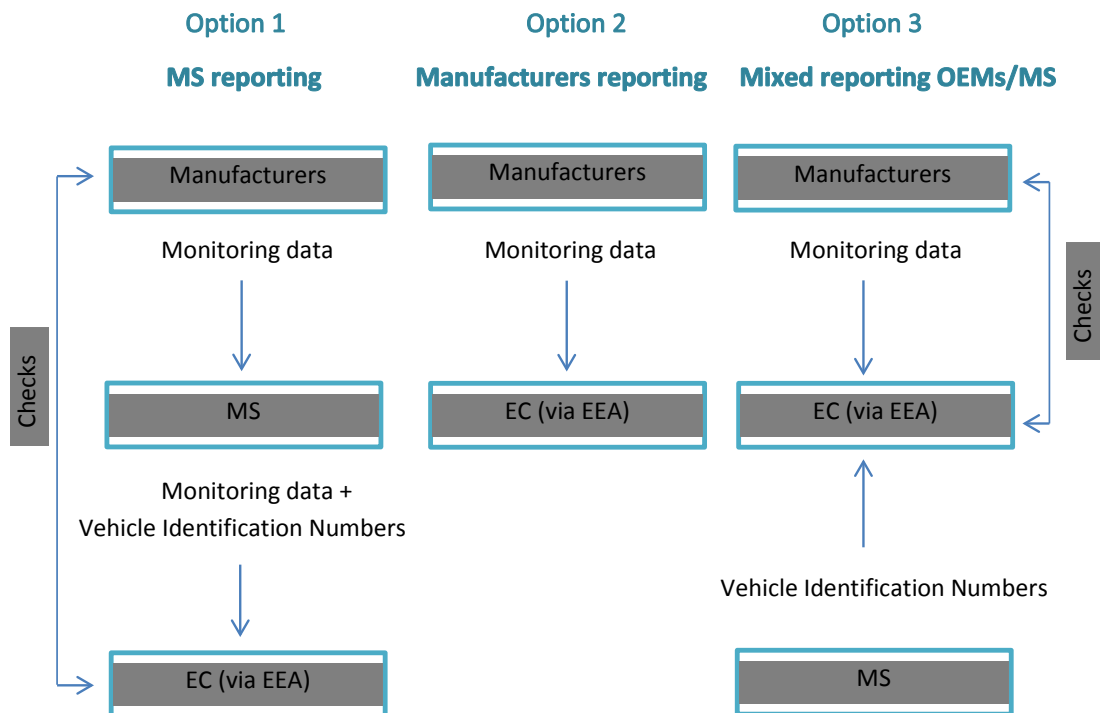 Option 1
MS reporting
Manufacturers
Monitoring data
MS
Monitoring data +
Vehicle Identification Numbers
EC (via EEA)
Checks
Option 2
Manufacturers reporting
Manufacturers
Monitoring data
EC (via EEA)
Option 3
Mixed reporting OEMs/MS
Manufacturers
Monitoring data
EC (via EEA)
Vehicle Identification Numbers
MS
Checks